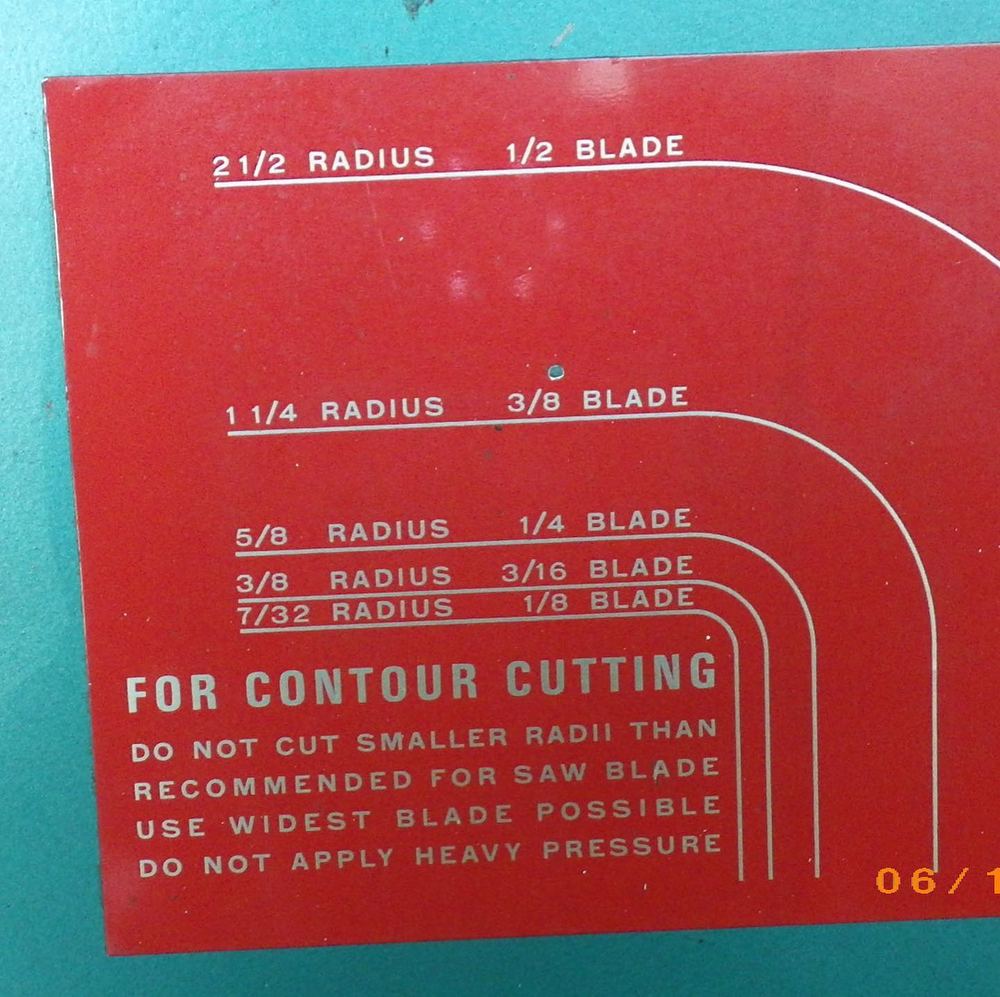 2 1/2 RADIUS 1/2 BLADE
1 1/4 RADIUS 3/8 BLADE
5/8 RADIUS 1/4 BLADE
3/8 RADIUS 3/16 BLADE
7/32 RADIUS 1/8 BLADE
FOR CONTOUR CUTTING
DO NOT CUT SMALLER RADII THAN
RECOMMENDED FOR SAW BLADE
USE WIDEST BLADE POSSIBLE
DO NOT APPLY HEAVY PRESSURE
06/1